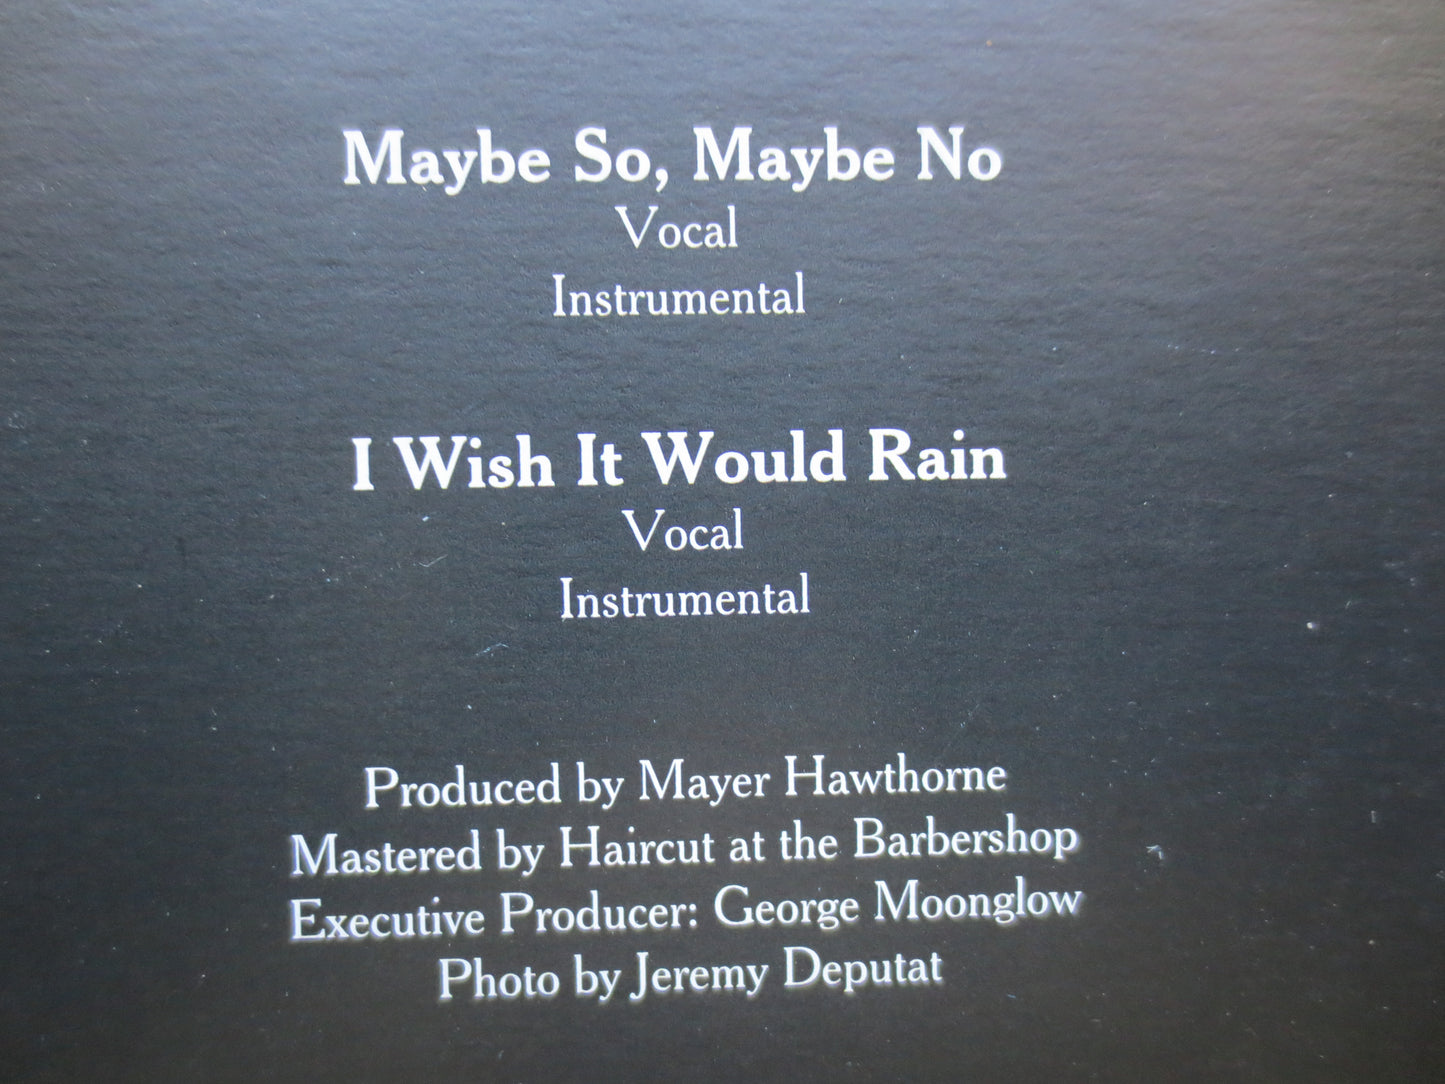 Maybe So, Maybe No
Vocal
Instrumental
I Wish It Would Rain
Vocal
Instrumental
Produced by Mayer Hawthorne
Mastered by Haircut at the Barbershop
Executive Producer: George Moonglow
Photo by Jeremy Deputat